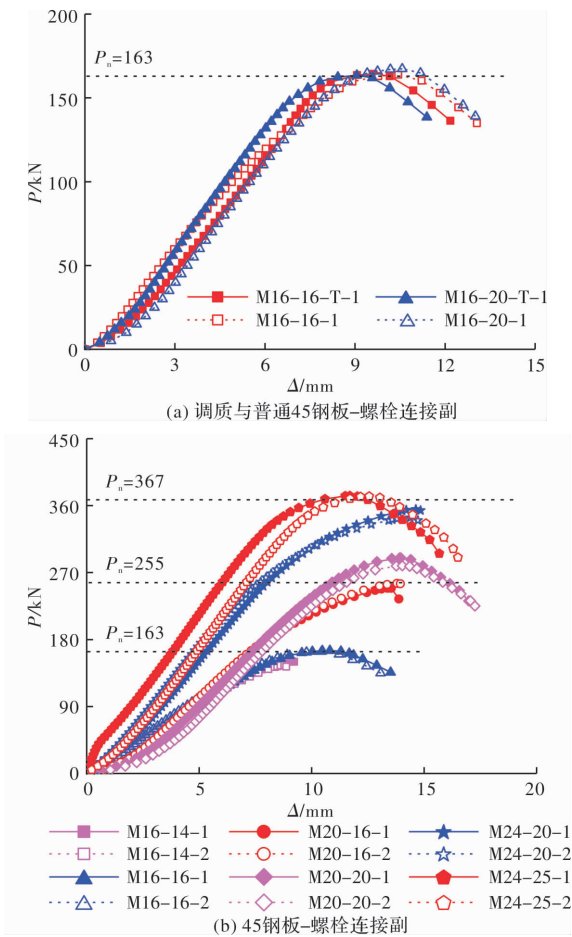 200
Pₙ=163
150
P/kN
100
50
M16-16-T-1
M16-20-T-1
M16-16-1
M16-20-1
0
0 3 6 9 12 15
Δ/mm
(a) 调质与普通45钢板-螺栓连接副
450
Pₙ=367
360
Pₙ=255
270
P/kN
Pₙ=163
180
90
0
0 5 10 15 20
Δ/mm
M16-14-1 M20-16-1 M24-20-1
M16-14-2 M20-16-2 M24-20-2
M16-16-1 M20-20-1 M24-25-1
M16-16-2 M20-20-2 M24-25-2
(b) 45钢板-螺栓连接副